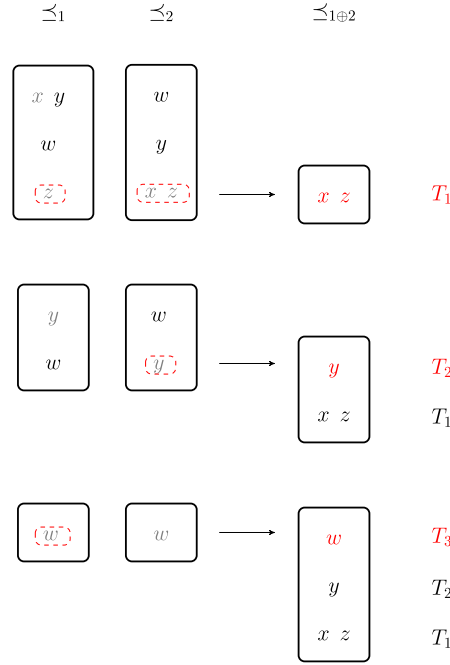 ⪯₁ ⪯₂ ⪯₁⊕₂
x y w
w y
z x z x z T₁
y w y T₂
w y x z T₁
w w w T₃
y T₂
x z T₁